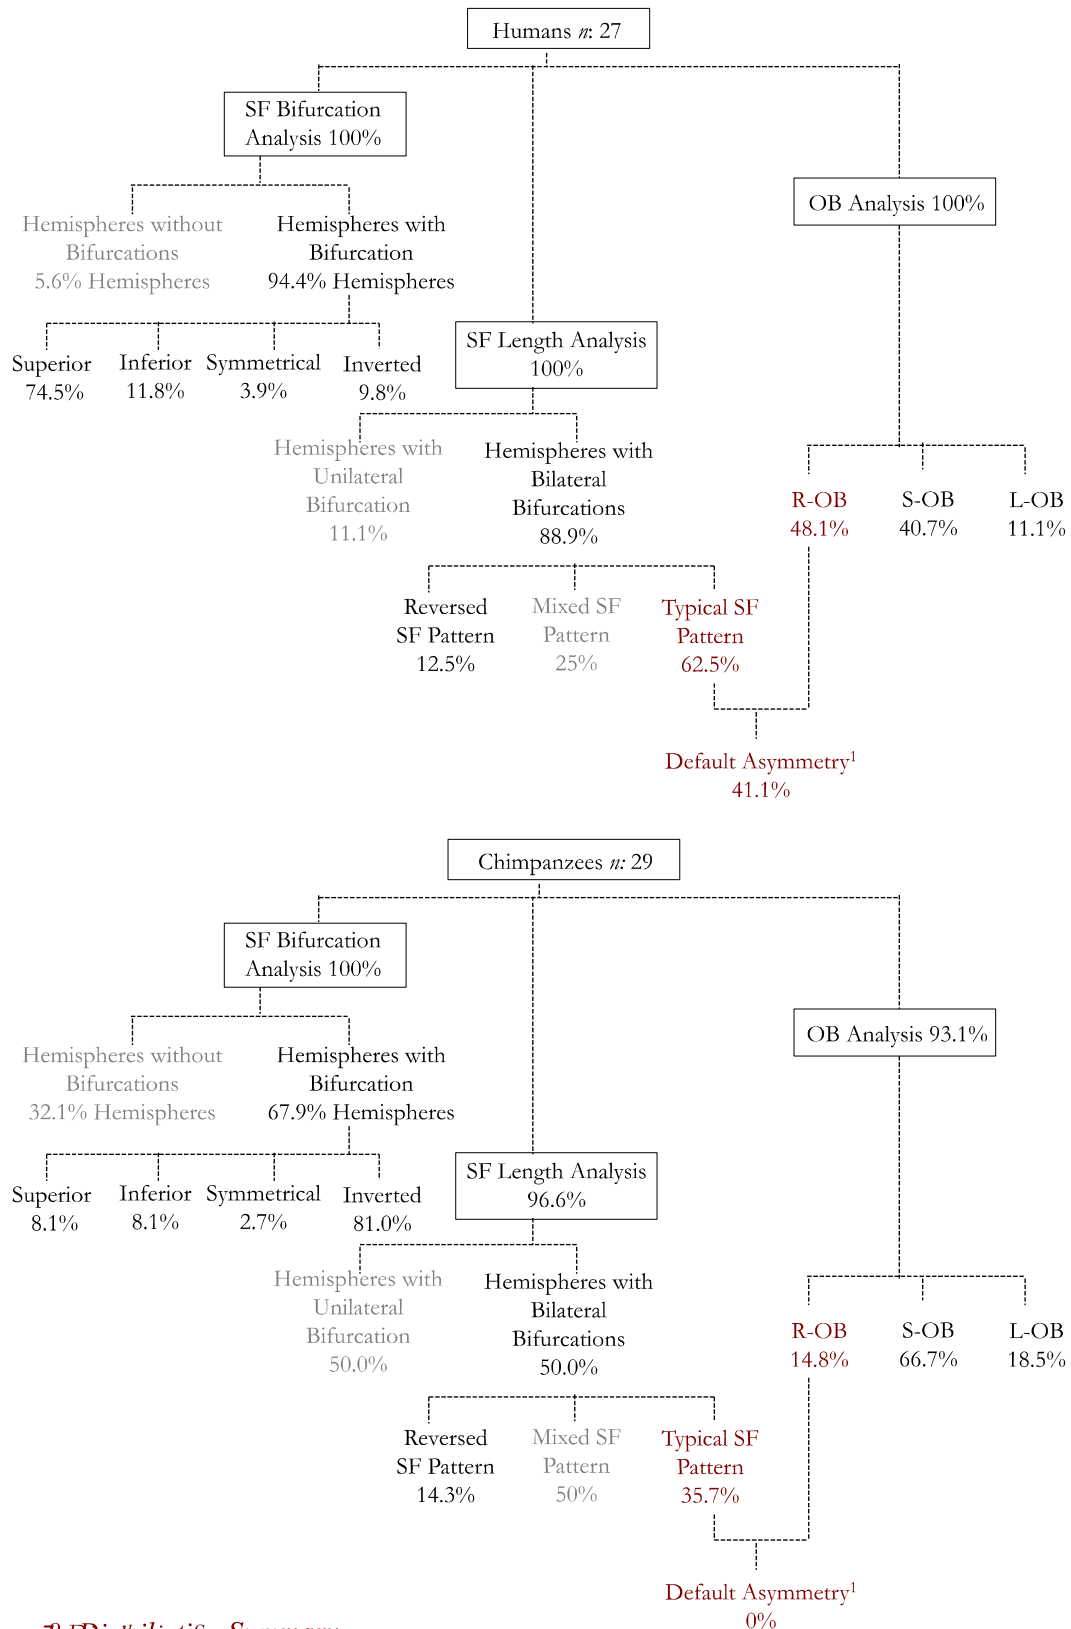 Humans n: 27
SF Bifurcation
Analysis 100%
OB Analysis 100%
Hemispheres without
Bifurcations
5.6% Hemispheres
Hemispheres with
Bifurcation
94.4% Hemispheres
Superior
74.5%
Inferior
11.8%
Symmetrical
3.9%
Inverted
9.8%
SF Length Analysis
100%
Hemispheres with
Unilateral
Bifurcation
11.1%
Hemispheres with
Bilateral
Bifurcations
88.9%
R-OB
48.1%
S-OB
40.7%
L-OB
11.1%
Reversed
SF Pattern
12.5%
Mixed SF
Pattern
25%
Typical SF
Pattern
62.5%
Default Asymmetry1
41.1%
Chimpanzees n: 29
SF Bifurcation
Analysis 100%
OB Analysis 93.1%
Hemispheres without
Bifurcations
32.1% Hemispheres
Hemispheres with
Bifurcation
67.9% Hemispheres
Superior
8.1%
Inferior
8.1%
Symmetrical
2.7%
Inverted
81.0%
SF Length Analysis
96.6%
Hemispheres with
Unilateral
Bifurcation
50.0%
Hemispheres with
Bilateral
Bifurcations
50.0%
R-OB
14.8%
S-OB
66.7%
L-OB
18.5%
Reversed
SF Pattern
14.3%
Mixed SF
Pattern
50%
Typical SF
Pattern
35.7%
Default Asymmetry1
0%